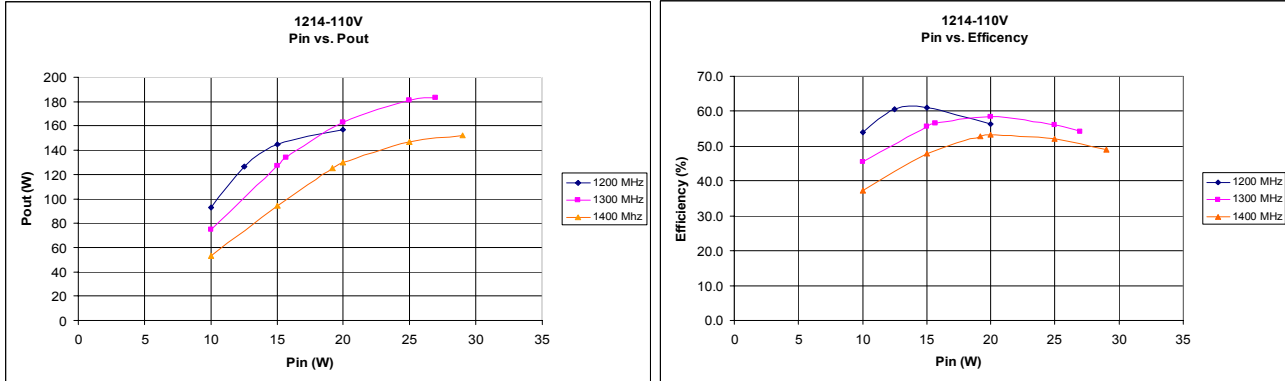 1214-110V
Pin vs. Pout
200
180
160
140
120
100
80
60
40
20
0
Pout (W)
0 5 10 15 20 25 30 35
Pin (W)
1200 MHz
1300 MHz
1400 Mhz
1214-110V
Pin vs. Efficency
70.0
60.0
50.0
40.0
30.0
20.0
10.0
0.0
Efficiency (%)
0 5 10 15 20 25 30 35
Pin (W)
1200 MHz
1300 MHz
1400 MHz